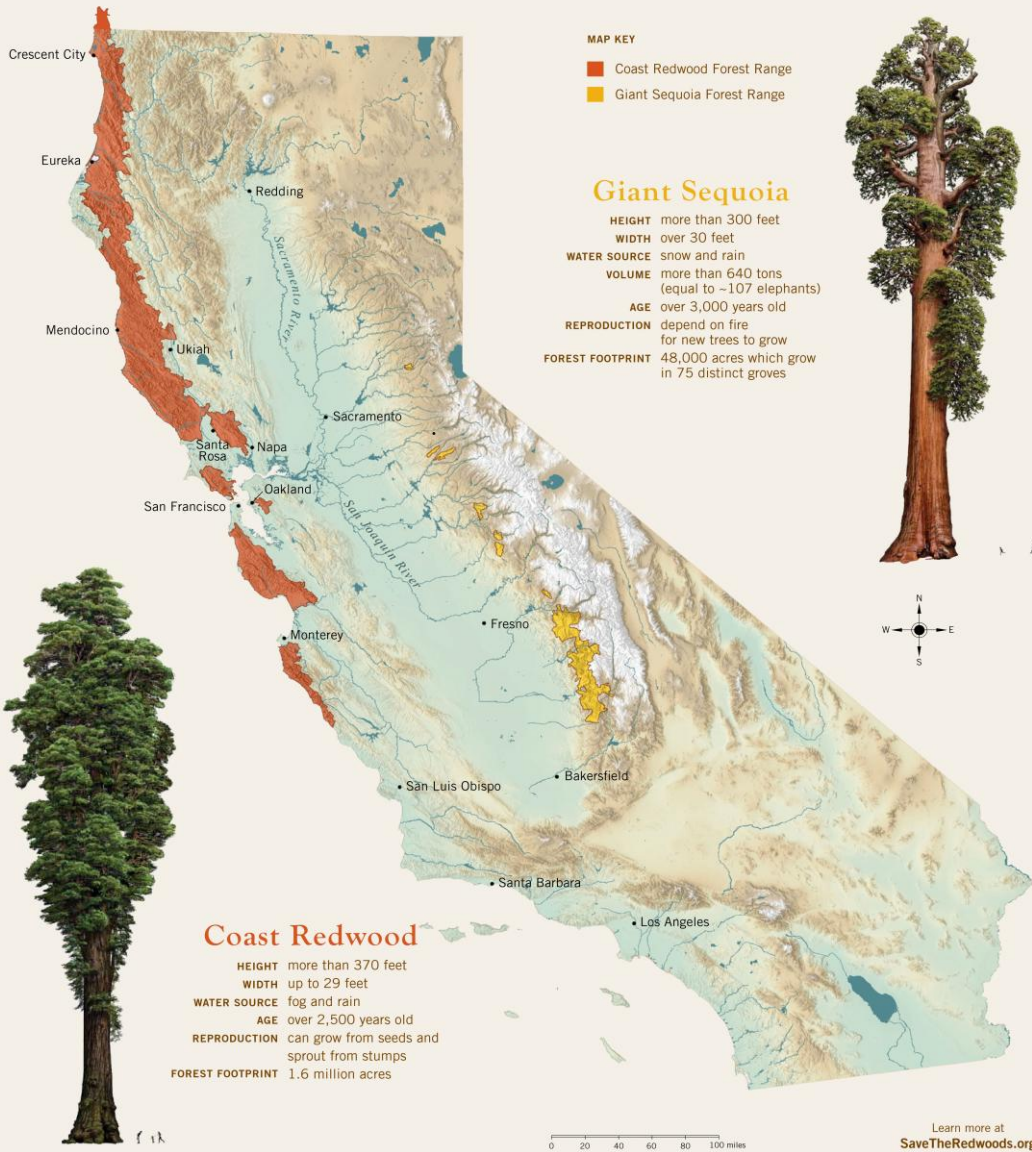 MAP KEY
Coast Redwood Forest Range
Giant Sequoia Forest Range
Giant Sequoia
HEIGHT more than 300 feet
WIDTH over 30 feet
WATER SOURCE snow and rain
VOLUME more than 640 tons
(equal to ~107 elephants)
AGE over 3,000 years old
REPRODUCTION depend on fire
for new trees to grow
FOREST FOOTPRINT 48,000 acres which grow
in 75 distinct groves
Crescent City
Eureka
Redding
Sacramento River
Mendocino
Ukiah
Sacramento
Santa
Rosa
Napa
Oakland
San Francisco
San Joaquin River
Fresno
Monterey
Bakersfield
San Luis Obispo
Santa Barbara
Los Angeles
N
W
E
S
Coast Redwood
HEIGHT more than 370 feet
WIDTH up to 29 feet
WATER SOURCE fog and rain
AGE over 2,500 years old
REPRODUCTION can grow from seeds and
sprout from stumps
FOREST FOOTPRINT 1.6 million acres
0 20 40 60 80 100 miles
Learn more at
SaveTheRedwoods.org